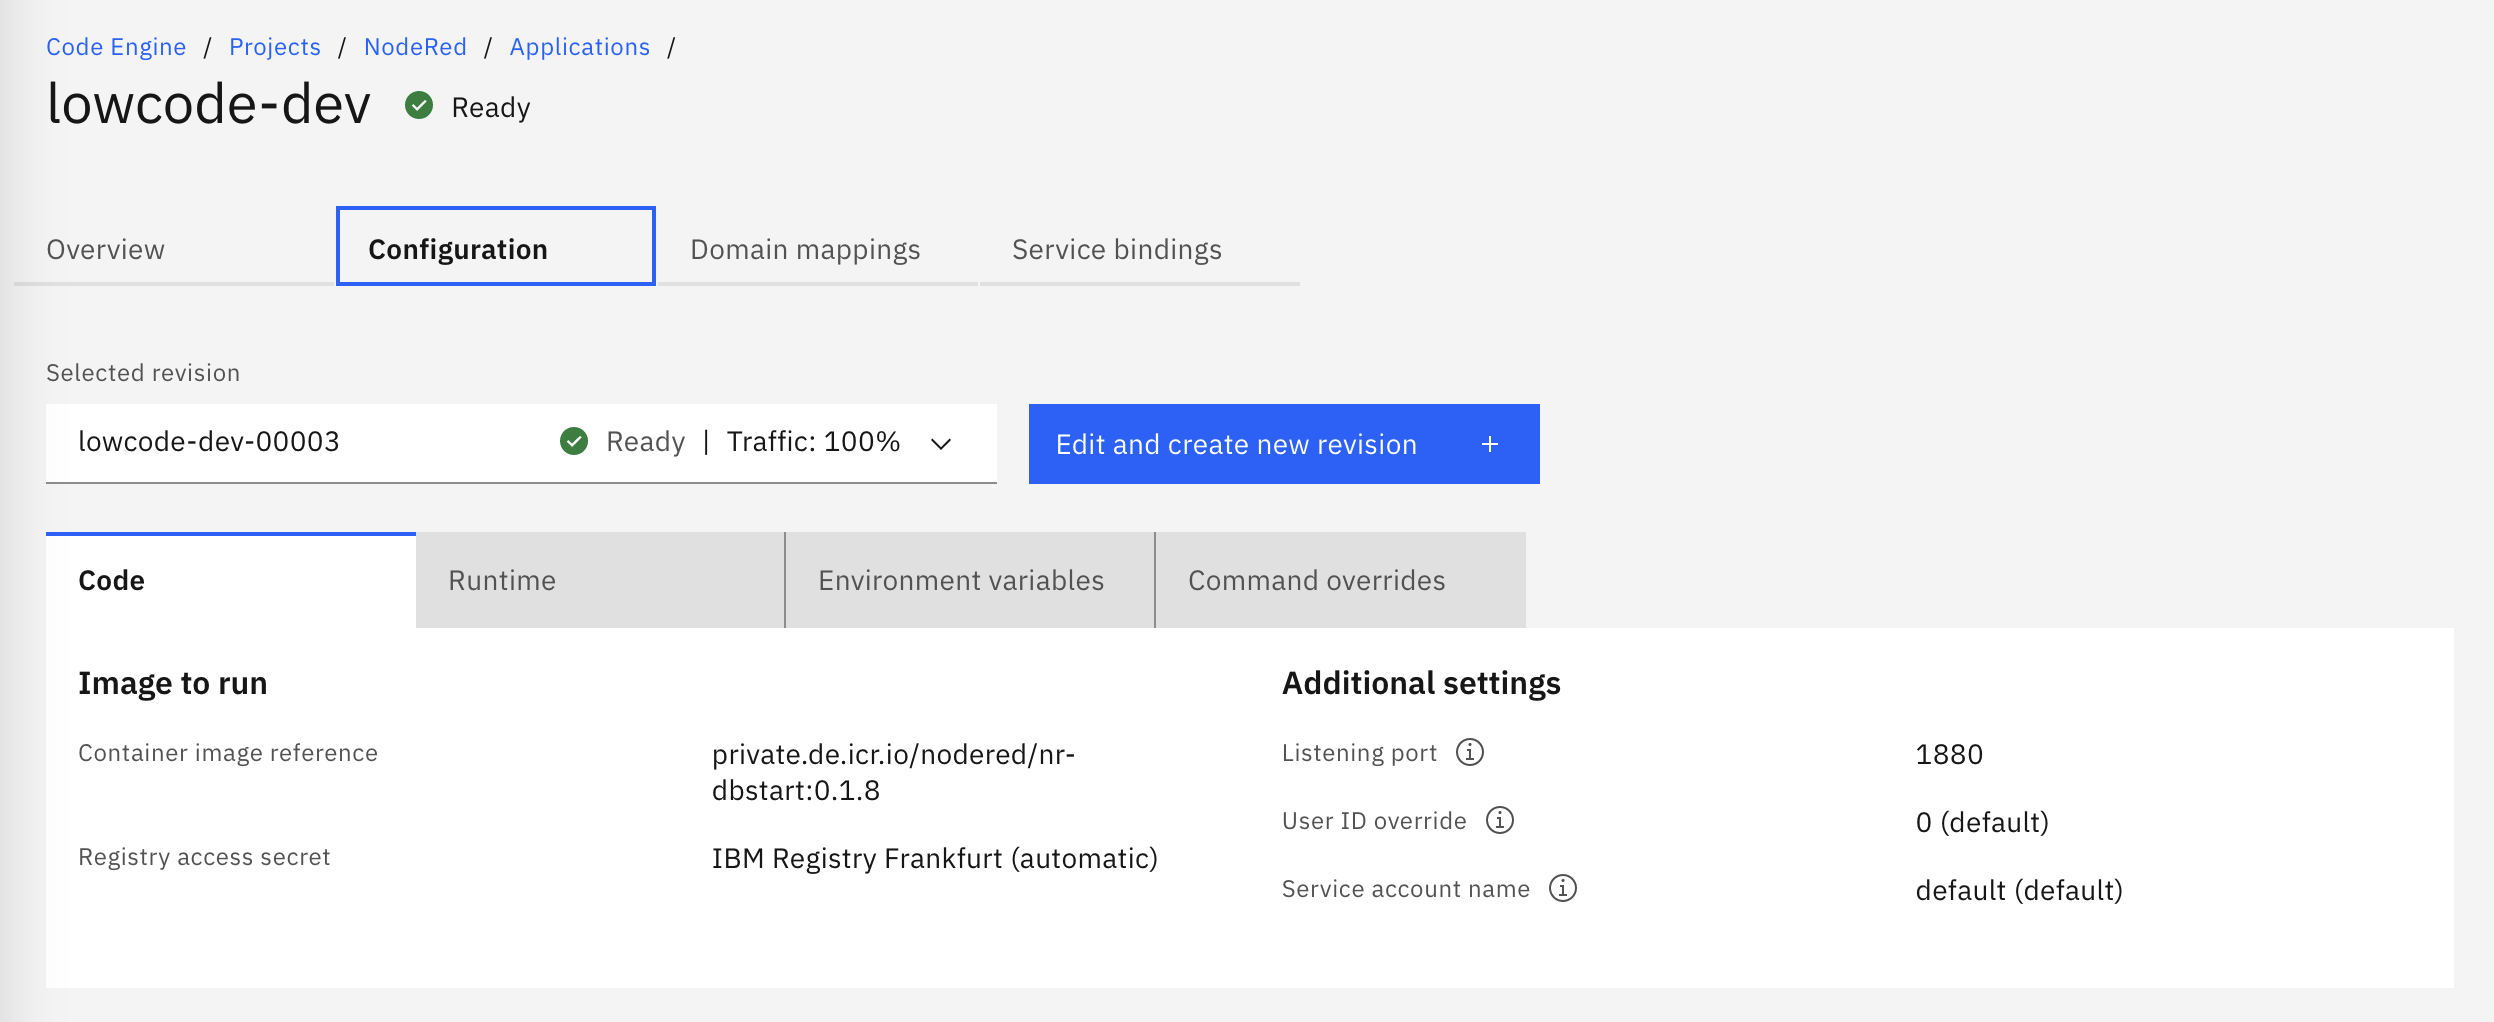 Code Engine / Projects / NodeRed / Applications /
lowcode-dev Ready
Overview Configuration Domain mappings Service bindings
Selected revision
lowcode-dev-00003 Ready | Traffic: 100% Edit and create new revision +
Code Runtime Environment variables Command overrides
Image to run
Container image reference private.de.icr.io/nodered/nr-
dbstart:0.1.8
Registry access secret IBM Registry Frankfurt (automatic)
Additional settings
Listening port 1880
User ID override 0 (default)
Service account name default (default)